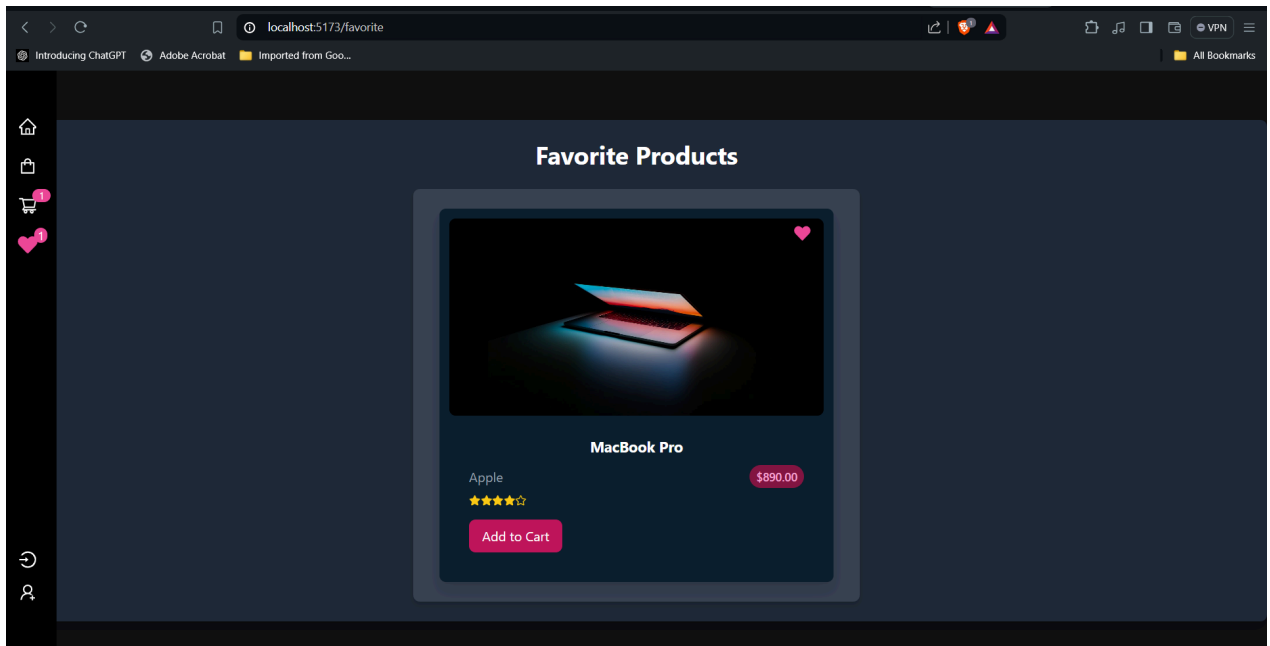 localhost:5173/favorite
1
VPN
Introducing ChatGPT Adobe Acrobat Imported from Goo... All Bookmarks
Favorite Products
1
1
MacBook Pro
Apple $890.00
Add to Cart